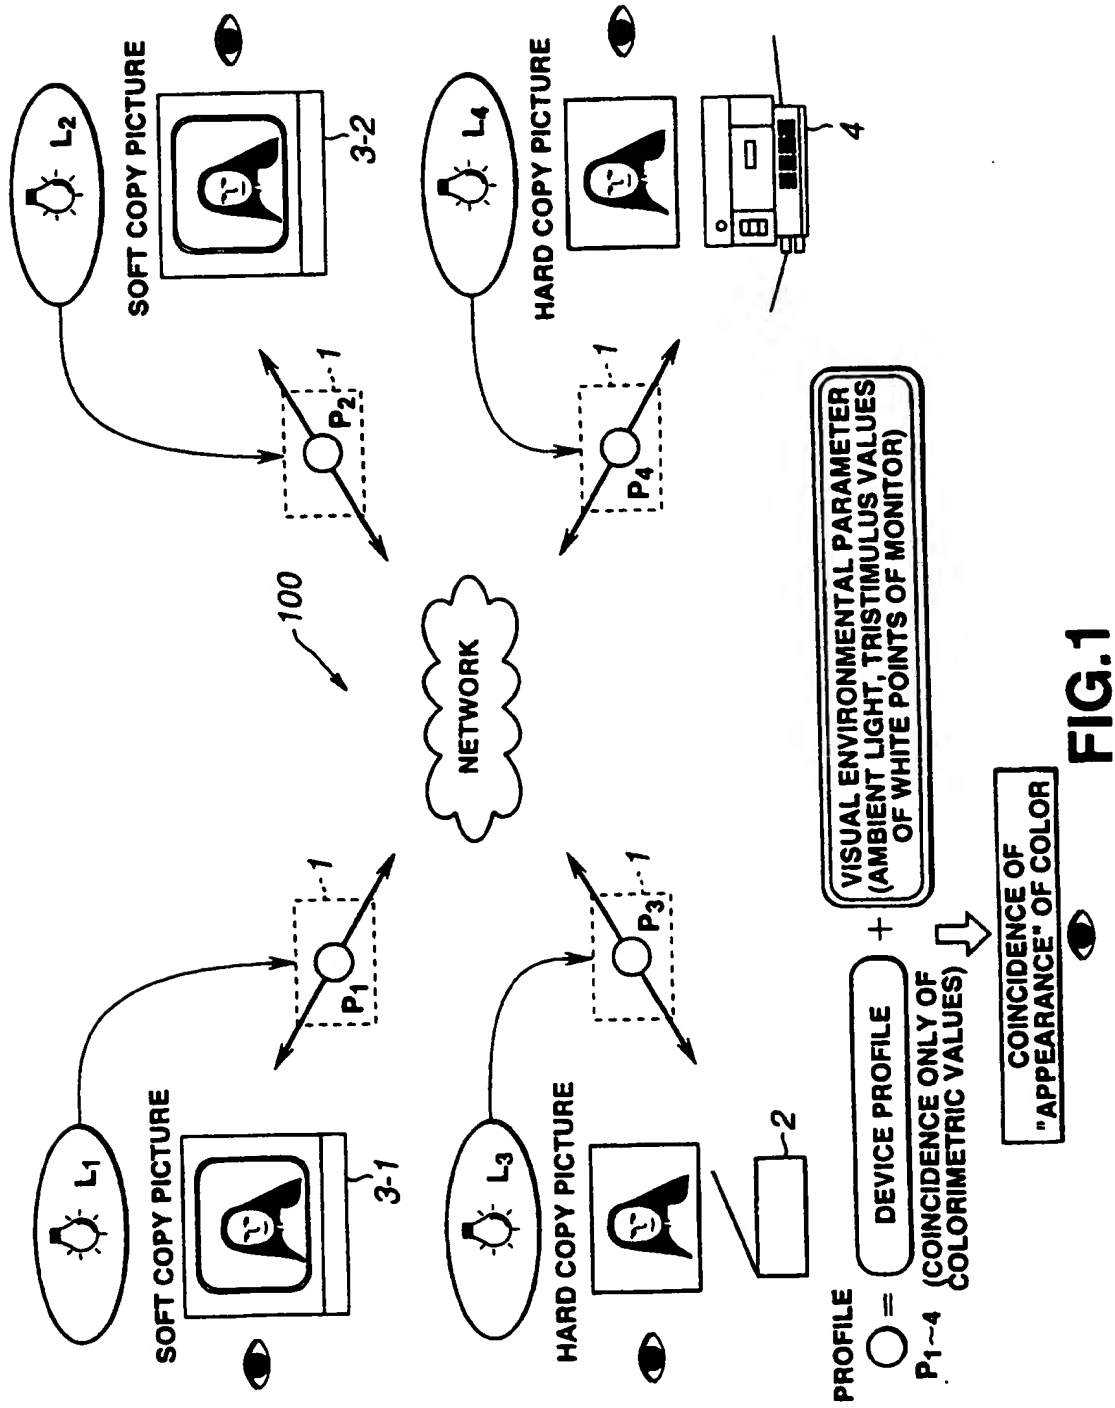 L1
SOFT COPY PICTURE
3-1
P1
1
L2
SOFT COPY PICTURE
3-2
P2
1
100
NETWORK
L3
HARD COPY PICTURE
2
P3
1
L4
HARD COPY PICTURE
4
P4
1
PROFILE
=
P1~4
DEVICE PROFILE
(COINCIDENCE ONLY OF
COLORIMETRIC VALUES)
+
VISUAL ENVIRONMENTAL PARAMETER
(AMBIENT LIGHT, TRISTIMULUS VALUES
OF WHITE POINTS OF MONITOR)
COINCIDENCE OF
"APPEARANCE" OF COLOR
FIG.1